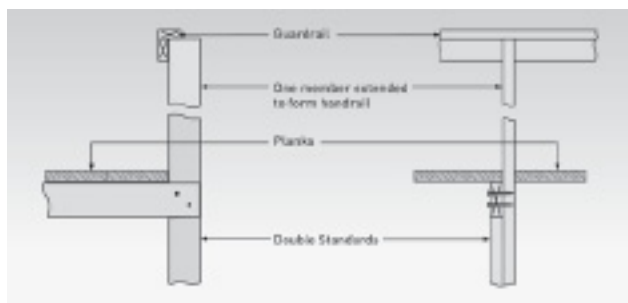 Guardrail
One member extended
to form handrail
Planks
Double Standards